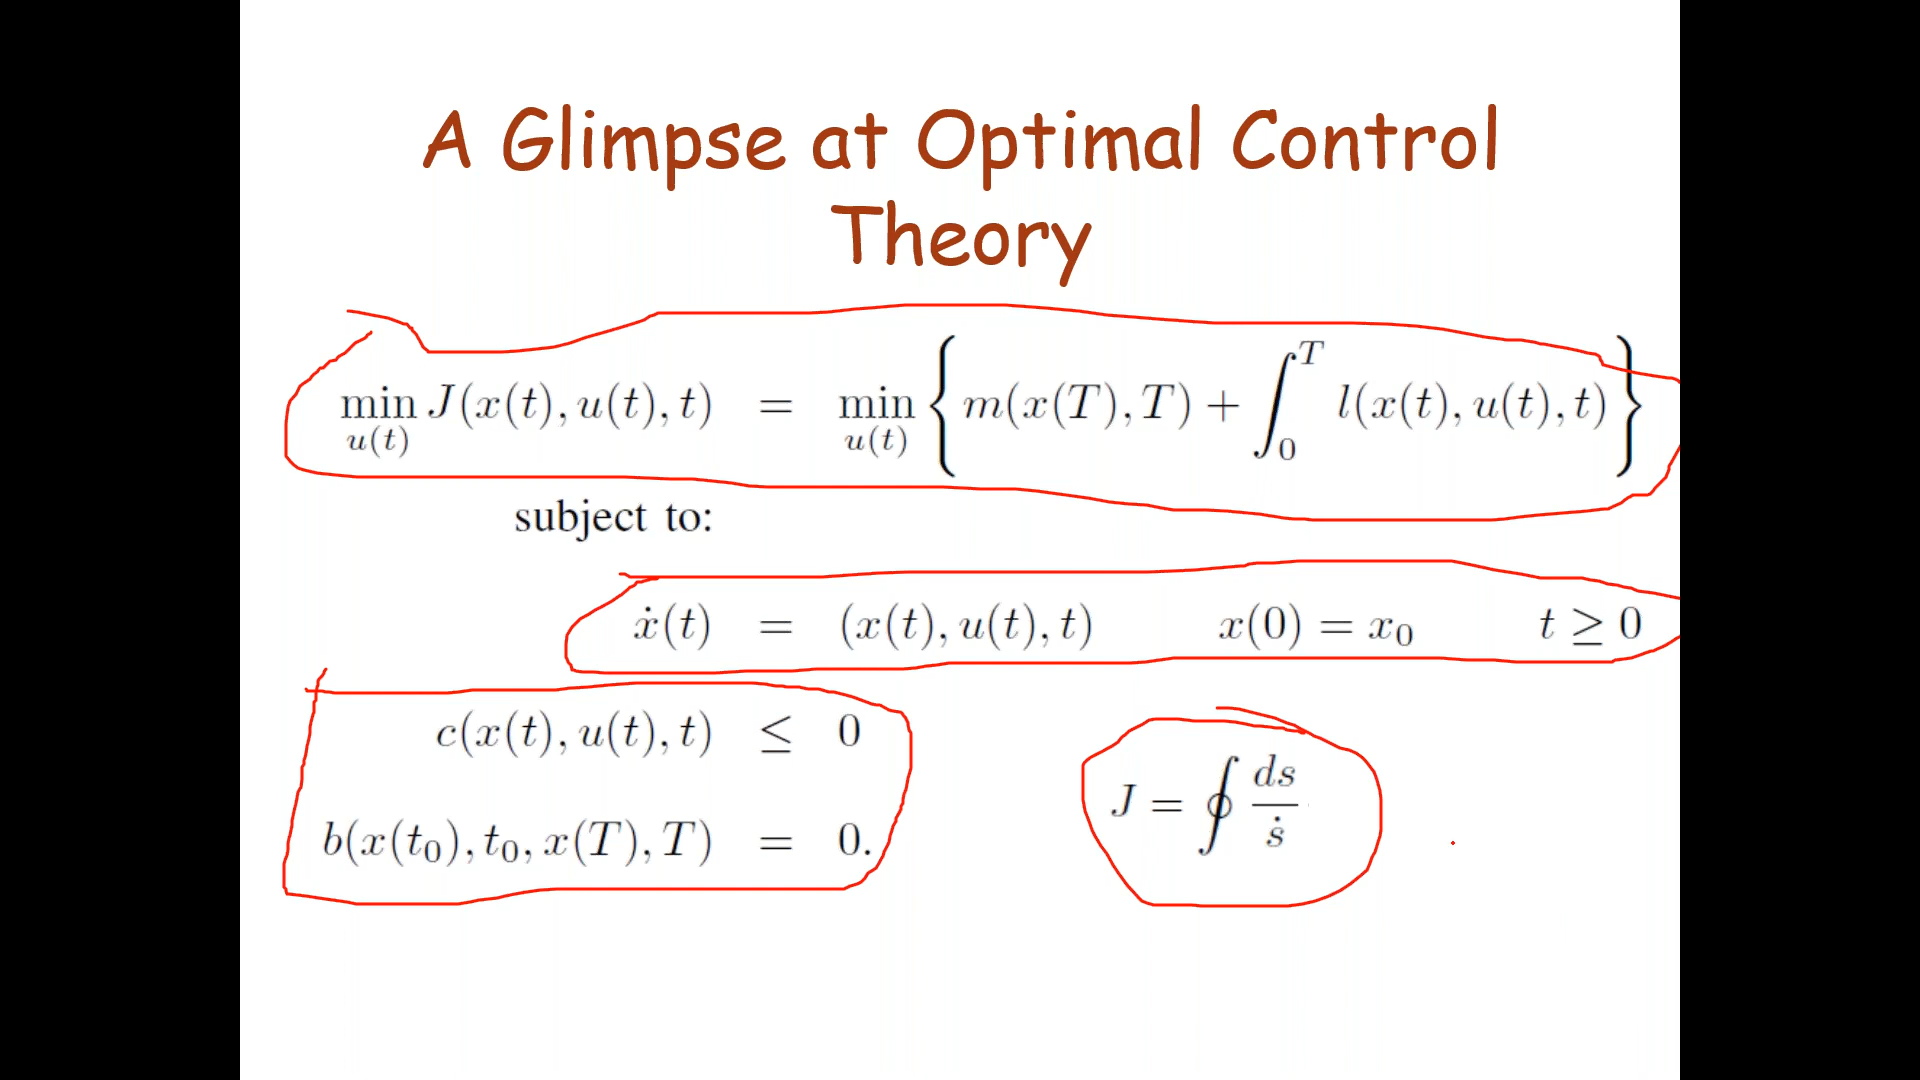 A Glimpse at Optimal Control
Theory
min_{u(t)} J(x(t), u(t), t) = min_{u(t)} { m(x(T), T) + ∫_0^T l(x(t), u(t), t) }
subject to:
ẋ(t) = (x(t), u(t), t) x(0) = x_0 t ≥ 0
c(x(t), u(t), t) ≤ 0
b(x(t_0), t_0, x(T), T) = 0.
J = ∮ ds/ṡ